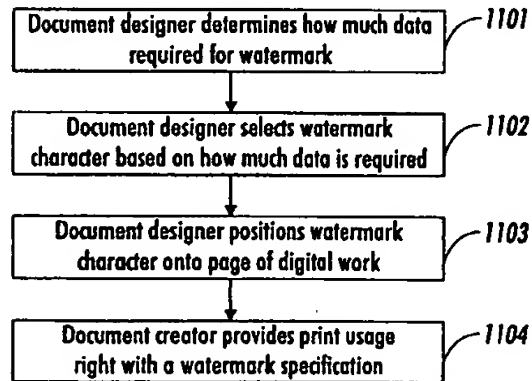 Document designer determines how much data
required for watermark
1101
Document designer selects watermark
character based on how much data is required
1102
Document designer positions watermark
character onto page of digital work
1103
Document creator provides print usage
right with a watermark specification
1104